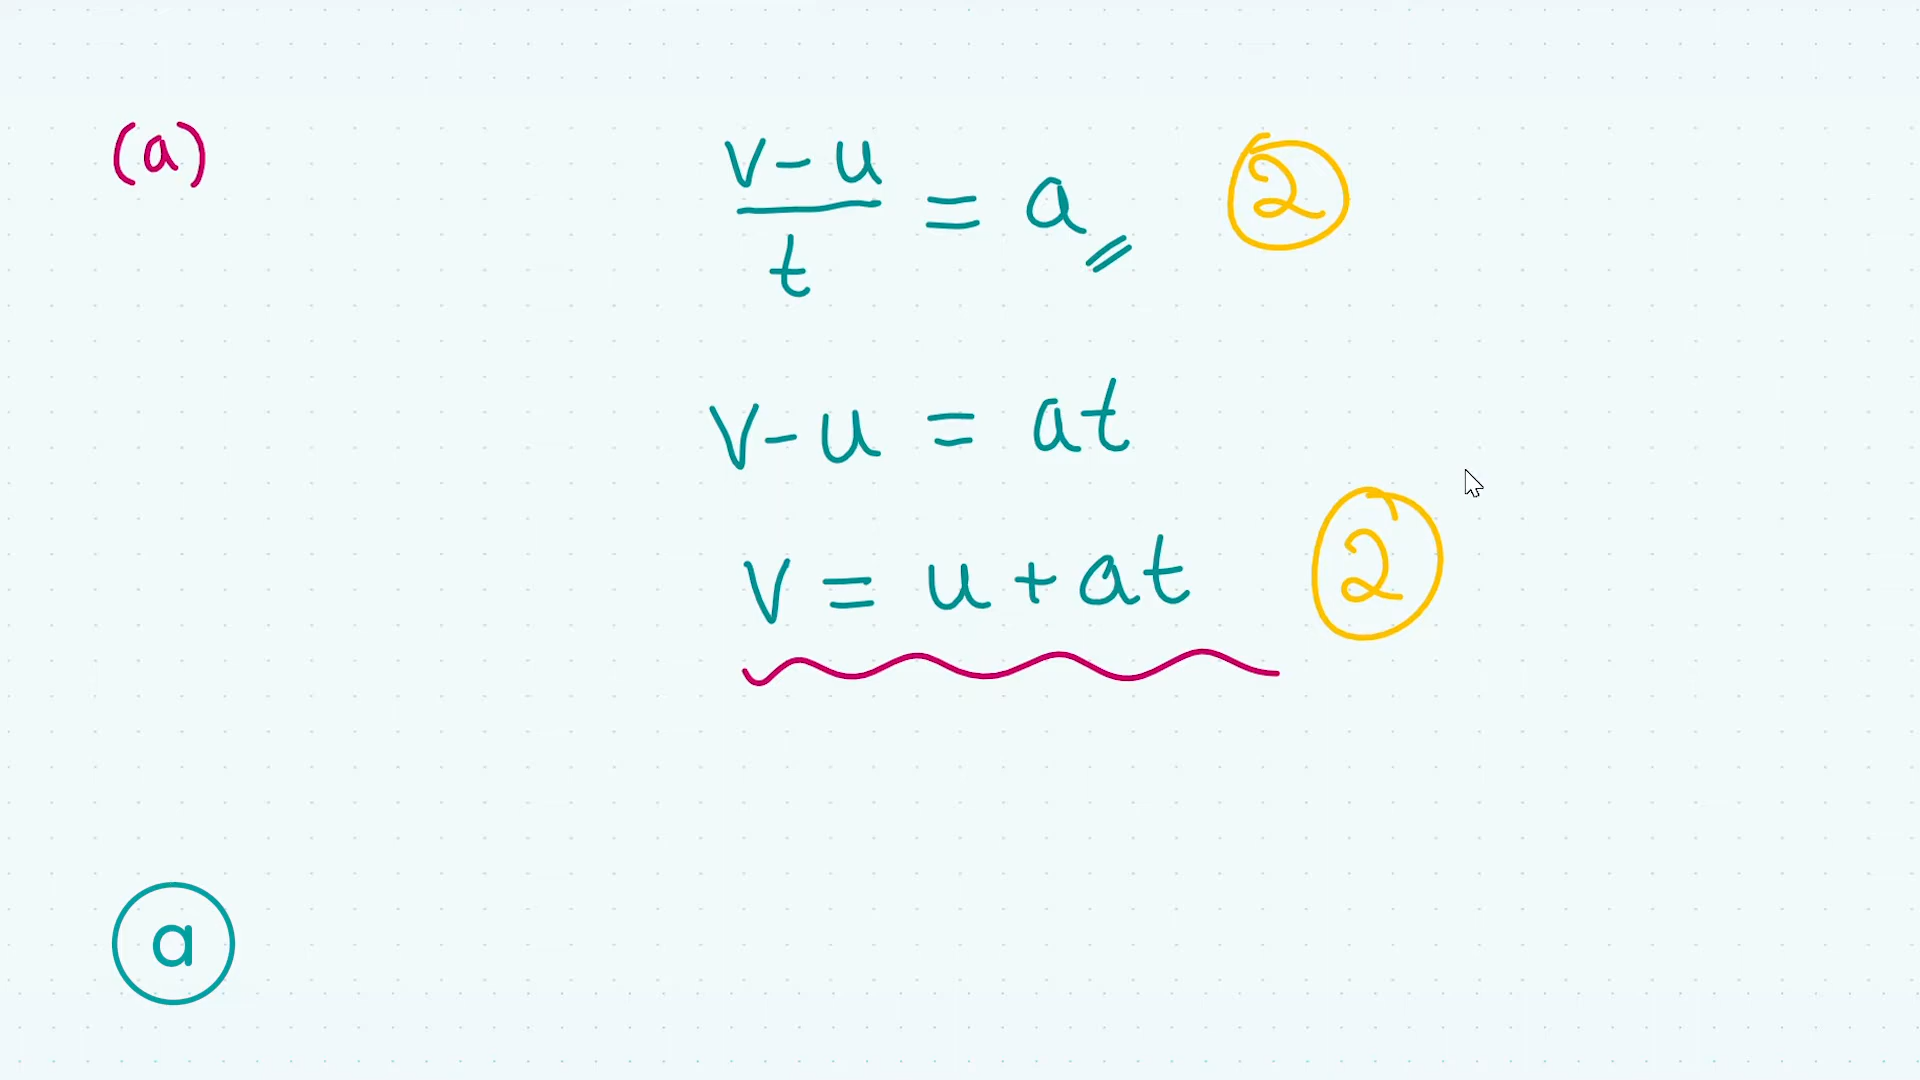 (a)
v-u
—
t
= a
2
v-u = at
v = u + at
2
a